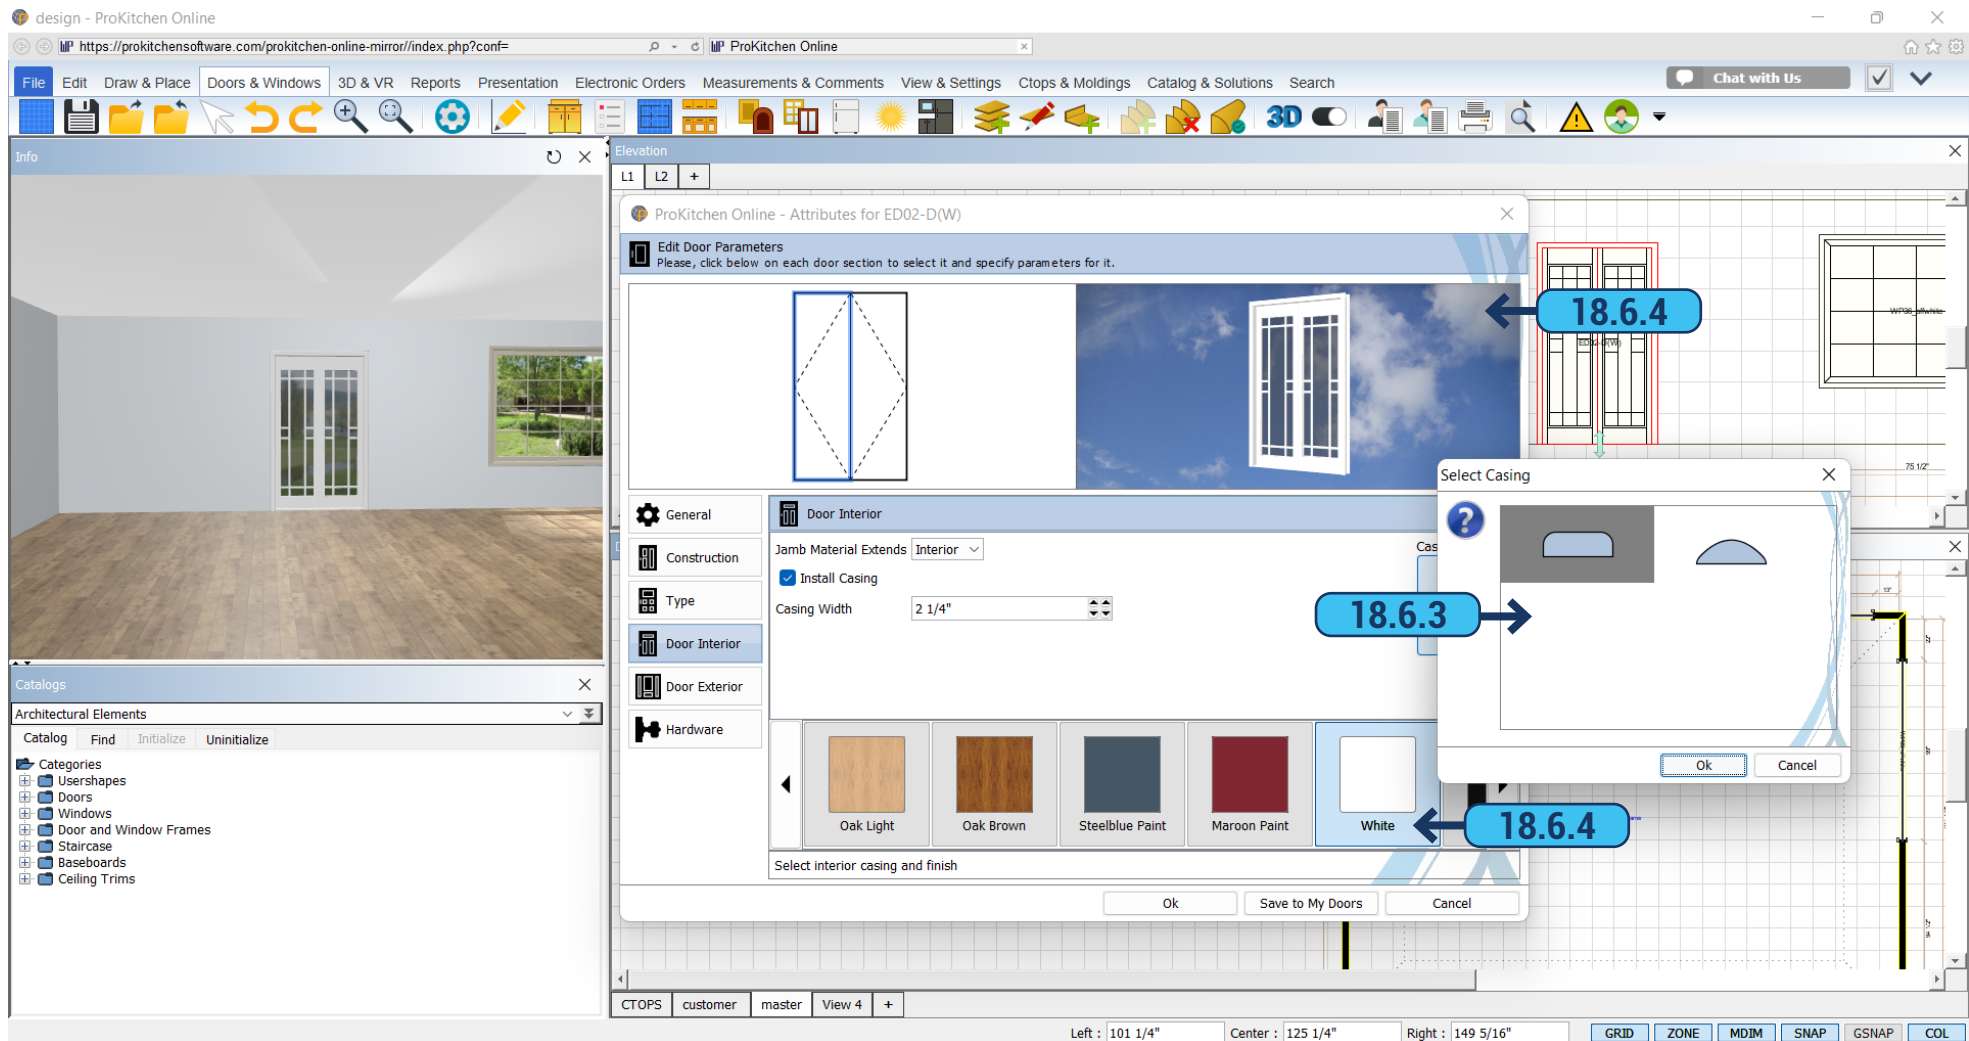 design - ProKitchen Online
https://prokitchensoftware.com/prokitchen-online-mirror//index.php?conf=
ProKitchen Online
File Edit Draw & Place Doors & Windows 3D & VR Reports Presentation Electronic Orders Measurements & Comments View & Settings Ctops & Moldings Catalog & Solutions Search
Chat with Us
3D
Info
Elevation
L1 L2 +
ProKitchen Online - Attributes for ED02-D(W)
Edit Door Parameters
Please, click below on each door section to select it and specify parameters for it.
18.6.4
ED02-D(W)
WP36_offwhite
75 1/2"
Select Casing
General
Construction
Type
Door Interior
Door Exterior
Hardware
Door Interior
Jamb Material Extends Interior
Cas
Install Casing
Casing Width 2 1/4"
18.6.3
Ok Cancel
Oak Light
Oak Brown
Steelblue Paint
Maroon Paint
White
18.6.4
Select interior casing and finish
Ok Save to My Doors Cancel
Catalogs
Architectural Elements
Catalog Find Initialize Uninitialize
Categories
Usershapes
Doors
Windows
Door and Window Frames
Staircase
Baseboards
Ceiling Trims
CTOPS customer master View 4 +
Left : 101 1/4" Center : 125 1/4" Right : 149 5/16"
GRID ZONE MDIM SNAP GSNAP COL